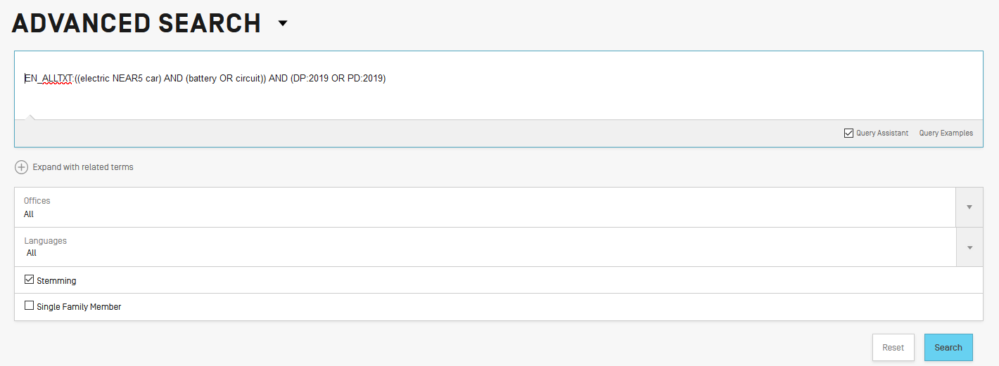 ADVANCED SEARCH
EN_ALLTXT:((electric NEAR5 car) AND (battery OR circuit)) AND (DP:2019 OR PD:2019)
Query Assistant Query Examples
Expand with related terms
Offices
All
Languages
All
Stemming
Single Family Member
Reset Search